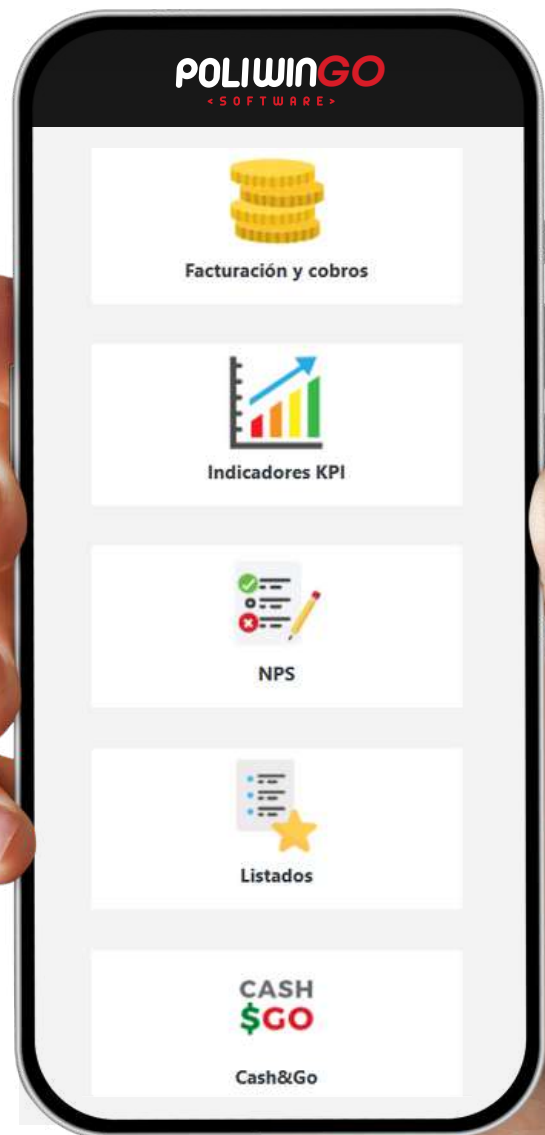 POLIWINGO
<SOFTWARE>
Facturación y cobros
Indicadores KPI
NPS
Listados
CASH
$GO
Cash&Go